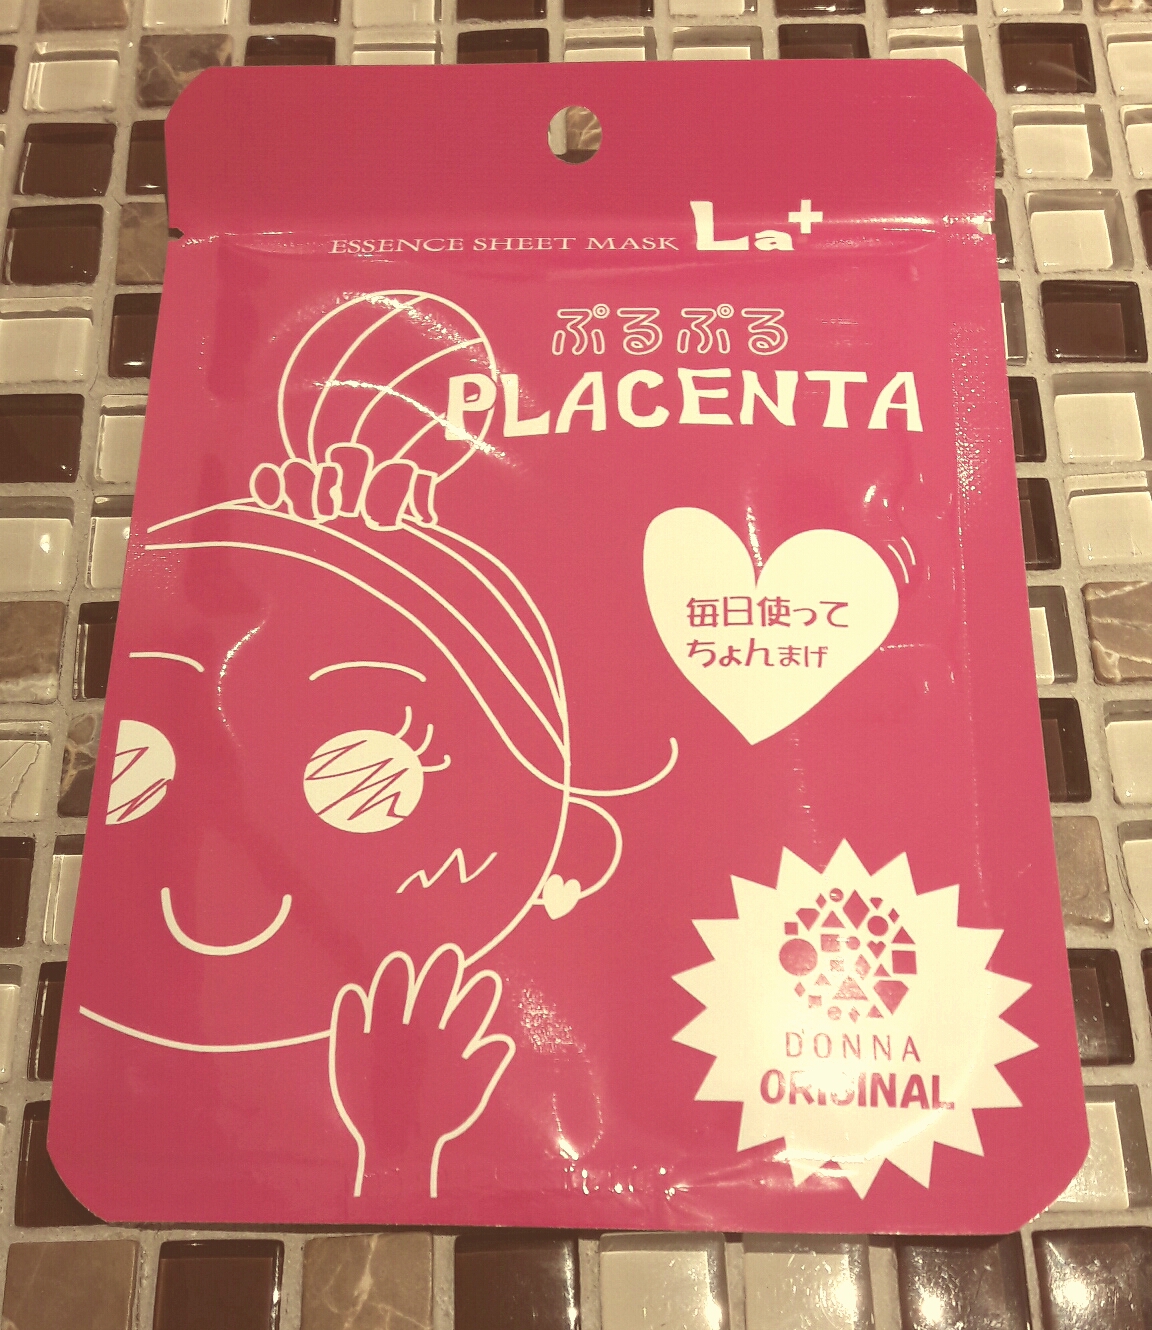 ESSENCE SHEET MASK La+
ぷるぷる
PLACENTA
毎日使って
ちょんまげ
DONNA
ORIGINAL